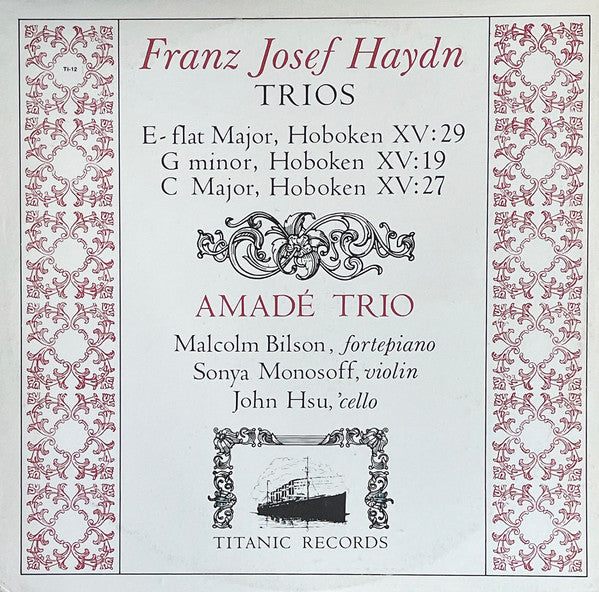 TI-12
Franz Josef Haydn
TRIOS
E-flat Major, Hoboken XV:29
G minor, Hoboken XV:19
C Major, Hoboken XV:27
AMADÉ TRIO
Malcolm Bilson, fortepiano
Sonya Monosoff, violin
John Hsu, 'cello
TITANIC RECORDS